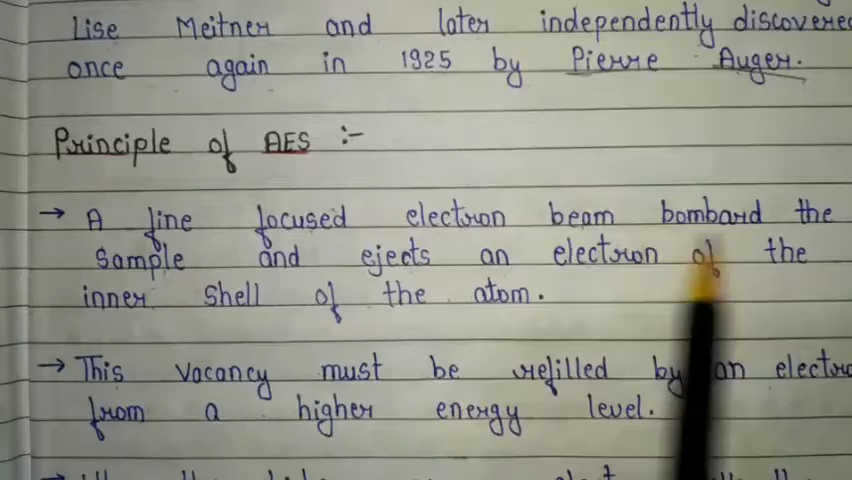 Lise Meitner and later independently discovered
once again in 1925 by Pierre Auger.
Principle of AES :-
→ A fine focused electron beam bombard the
sample and ejects an electron of the
inner shell of the atom.
→ This vacancy must be refilled by an electro
from a higher energy level.